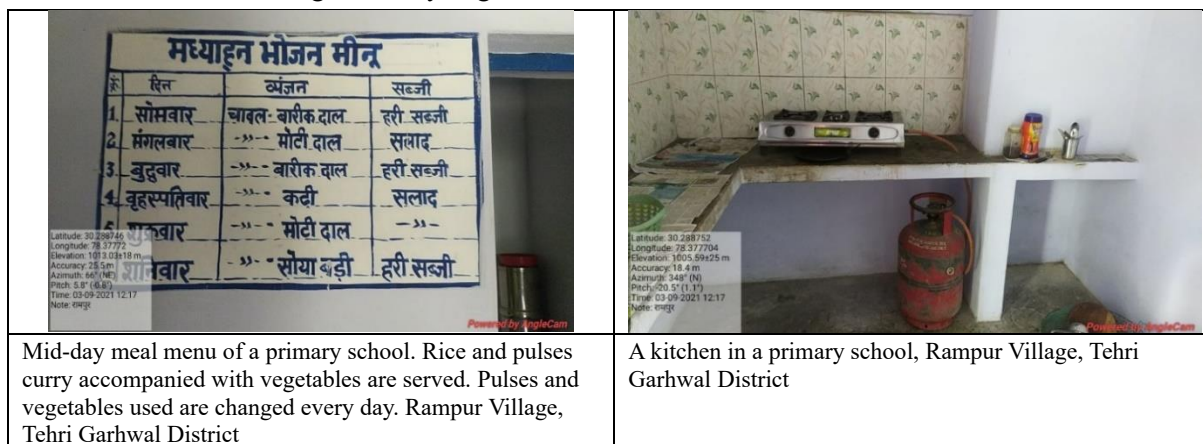 मध्याहन भोजन मीनू
क्र. दिन व्यंजन सब्जी
1. सोमवार चावल- बारीक दाल हरी सब्जी
2 मंगलवार -,,- - मोटी दाल सलाद
3. बुदुवार -,,- - बारीक दाल हरी सब्जी
4. वृहस्पतिवार -,,- - कढ़ी सलाद
-,,- - मोटी दाल -,,-
शनिवार -,,- - सोया बड़ी हरी सब्जी
Latitude: 30.288746
Longitude: 78.37772
Elevation: 1013.03±18 m
Accuracy: 25.5 m
Azimuth: 66° (NE)
Pitch: 5.8° (-0.8°)
Time: 03-09-2021 12:17
Note: रामपुर
Powered by AngleCam
Latitude: 30.288752
Longitude: 78.377704
Elevation: 1005.59±25 m
Accuracy: 18.4 m
Azimuth: 348° (N)
Pitch: -20.5° (1.1°)
Time: 03-09-2021 12:17
Note: रामपुर
Powered by AngleCam
Mid-day meal menu of a primary school. Rice and pulses
curry accompanied with vegetables are served. Pulses and
vegetables used are changed every day. Rampur Village,
Tehri Garhwal District
A kitchen in a primary school, Rampur Village, Tehri
Garhwal District